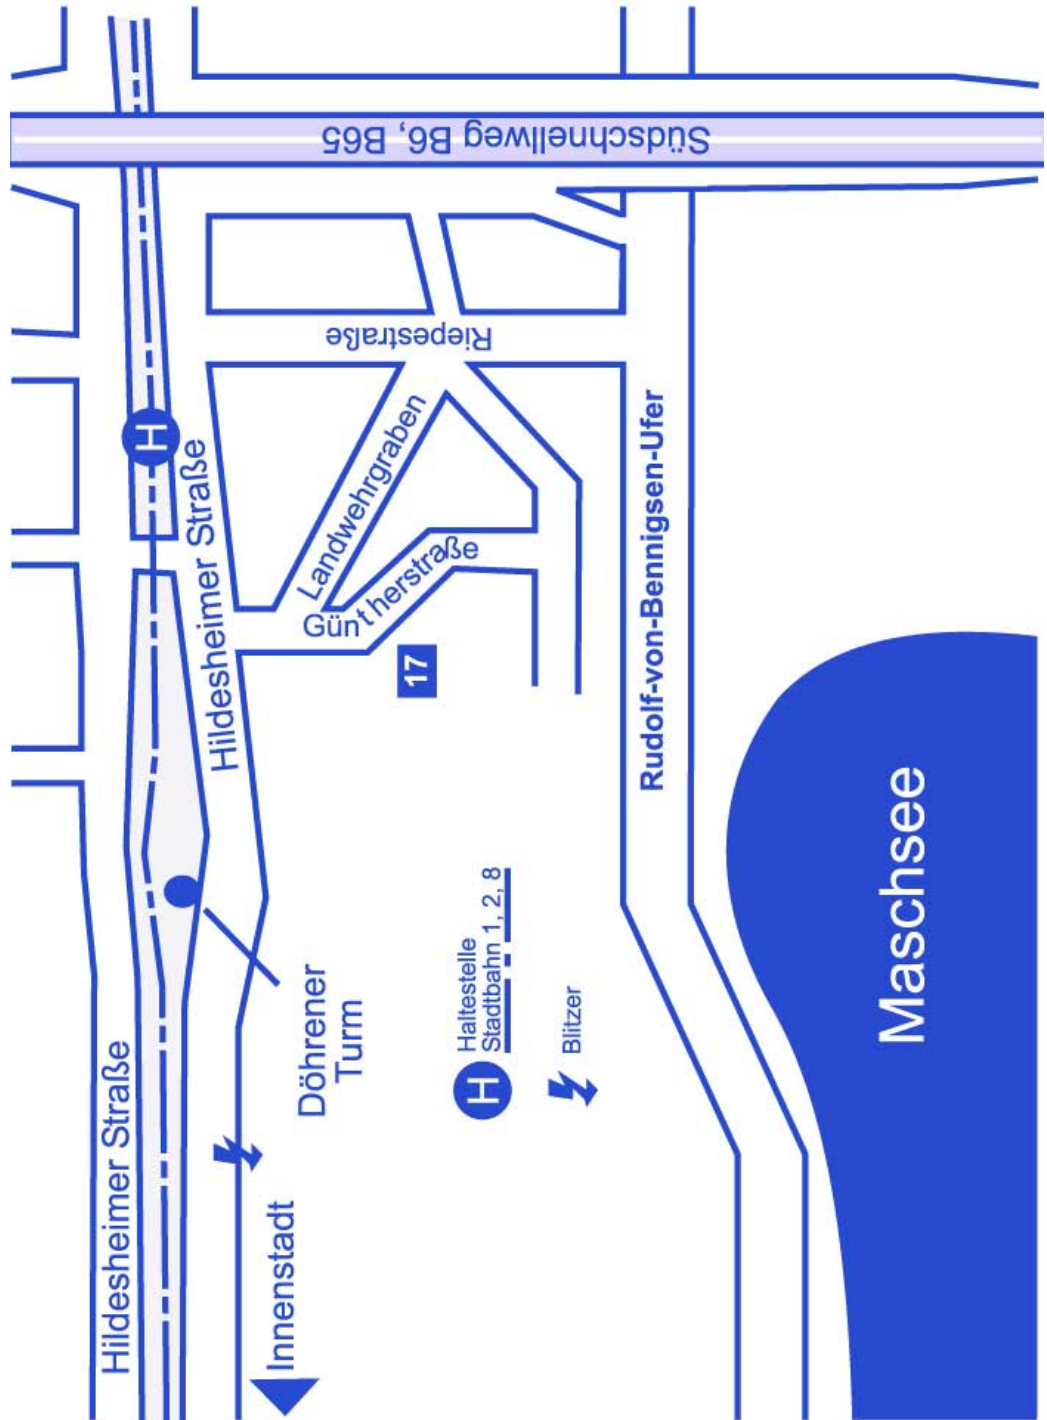 Südschnellweg B6, B65
Riepestraße
H
Hildesheimer Straße
Landwehrgraben
Güntherstraße
17
Rudolf-von-Bennigsen-Ufer
Maschsee
Döhrener
Turm
H
Haltestelle
Stadtbahn 1, 2, 8
Blitzer
Hildesheimer Straße
Innenstadt